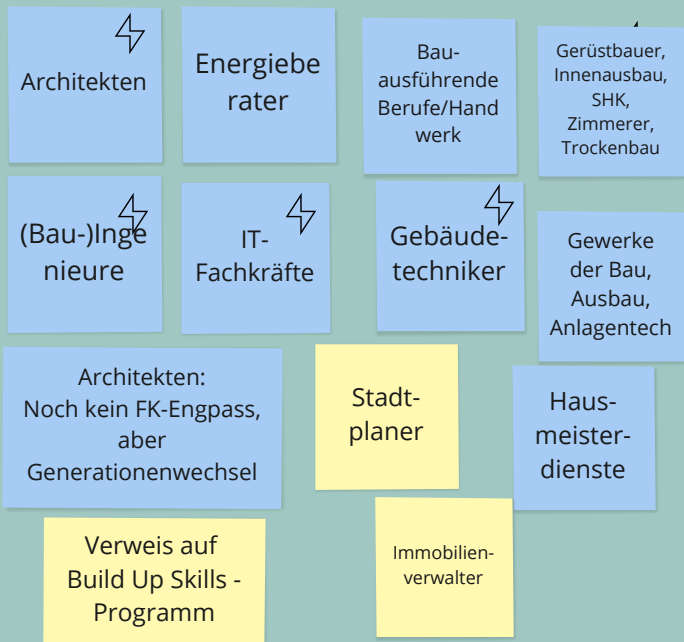 Architekten
Energiebe
rater
Bau-
ausführende
Berufe/Hand
werk
Gerüstbauer,
Innenausbau,
SHK,
Zimmerer,
Trockenbau
(Bau-)Inge
nieure
IT-
Fachkräfte
Gebäude-
techniker
Gewerke
der Bau,
Ausbau,
Anlagentech
Architekten:
Noch kein FK-Engpass,
aber
Generationenwechsel
Stadt-
planer
Haus-
meister-
dienste
Verweis auf
Build Up Skills -
Programm
Immobilien-
verwalter